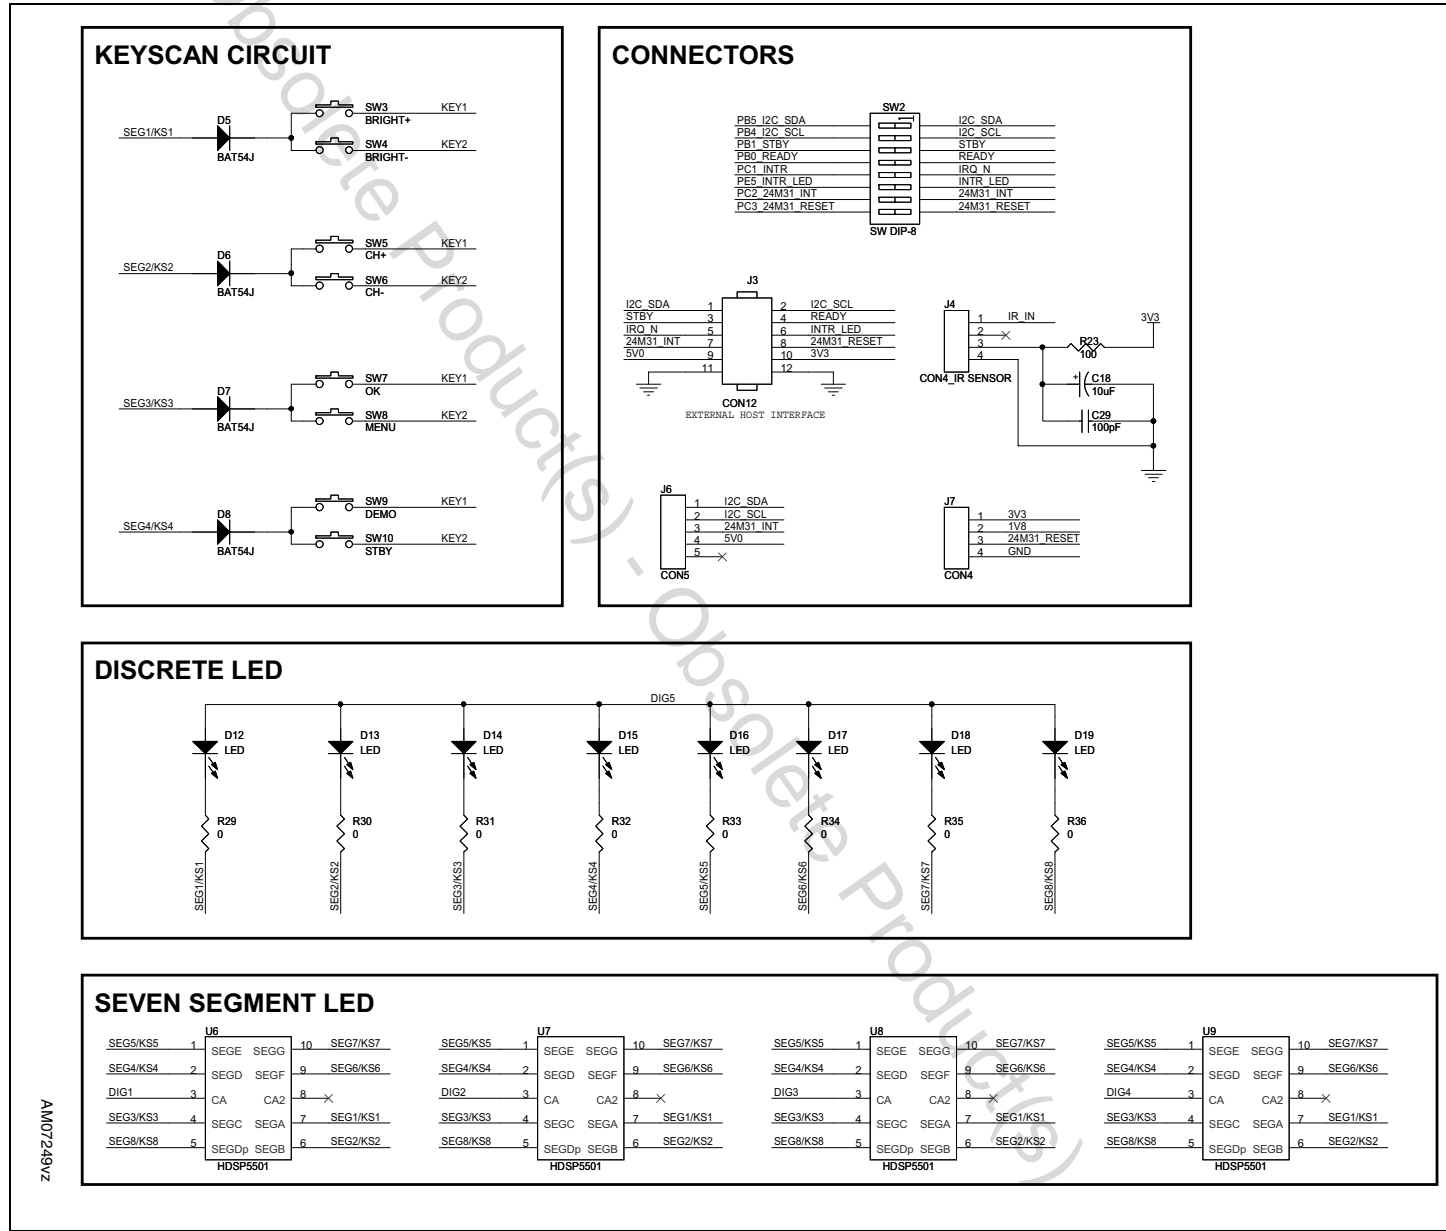 KEYSCAN CIRCUIT
SEG1/KS1
D5
BAT54J
SW3
BRIGHT+
KEY1
SW4
BRIGHT-
KEY2
SEG2/KS2
D6
BAT54J
SW5
CH+
KEY1
SW6
CH-
KEY2
SEG3/KS3
D7
BAT54J
SW7
OK
KEY1
SW8
MENU
KEY2
SEG4/KS4
D8
BAT54J
SW9
DEMO
KEY1
SW10
STBY
KEY2
CONNECTORS
SW2
1
PB5_I2C_SDA I2C_SDA
PB4_I2C_SCL I2C_SCL
PB1_STBY STBY
PB0_READY READY
PC1_INTR IRQ_N
PE5_INTR_LED INTR_LED
PC2_24M31_INT 24M31_INT
PC3_24M31_RESET 24M31_RESET
SW DIP-8
J3
I2C_SDA 1 2 I2C_SCL
STBY 3 4 READY
IRQ_N 5 6 INTR_LED
24M31_INT 7 8 24M31_RESET
5V0 9 10 3V3
11 12
CON12
EXTERNAL HOST INTERFACE
J4
1 IR_IN
2
3
4
CON4_IR SENSOR
3V3
R23
100
+ C18
10uF
C29
100pF
J6
1 I2C_SDA
2 I2C_SCL
3 24M31_INT
4 5V0
5
CON5
J7
1 3V3
2 1V8
3 24M31_RESET
4 GND
CON4
DISCRETE LED
DIG5
D12
LED
D13
LED
D14
LED
D15
LED
D16
LED
D17
LED
D18
LED
D19
LED
R29
0
R30
0
R31
0
R32
0
R33
0
R34
0
R35
0
R36
0
SEG1/KS1
SEG2/KS2
SEG3/KS3
SEG4/KS4
SEG5/KS5
SEG6/KS6
SEG7/KS7
SEG8/KS8
SEVEN SEGMENT LED
U6
SEG5/KS5 1 SEGE SEGG 10 SEG7/KS7
SEG4/KS4 2 SEGD SEGF 9 SEG6/KS6
DIG1 3 CA CA2 8
SEG3/KS3 4 SEGC SEGA 7 SEG1/KS1
SEG8/KS8 5 SEGDp SEGB 6 SEG2/KS2
HDSP5501
U7
SEG5/KS5 1 SEGE SEGG 10 SEG7/KS7
SEG4/KS4 2 SEGD SEGF 9 SEG6/KS6
DIG2 3 CA CA2 8
SEG3/KS3 4 SEGC SEGA 7 SEG1/KS1
SEG8/KS8 5 SEGDp SEGB 6 SEG2/KS2
HDSP5501
U8
SEG5/KS5 1 SEGE SEGG 10 SEG7/KS7
SEG4/KS4 2 SEGD SEGF 9 SEG6/KS6
DIG3 3 CA CA2 8
SEG3/KS3 4 SEGC SEGA 7 SEG1/KS1
SEG8/KS8 5 SEGDp SEGB 6 SEG2/KS2
HDSP5501
U9
SEG5/KS5 1 SEGE SEGG 10 SEG7/KS7
SEG4/KS4 2 SEGD SEGF 9 SEG6/KS6
DIG4 3 CA CA2 8
SEG3/KS3 4 SEGC SEGA 7 SEG1/KS1
SEG8/KS8 5 SEGDp SEGB 6 SEG2/KS2
HDSP5501
AM07249vz
Obsolete Product(s) - Obsolete Product(s)